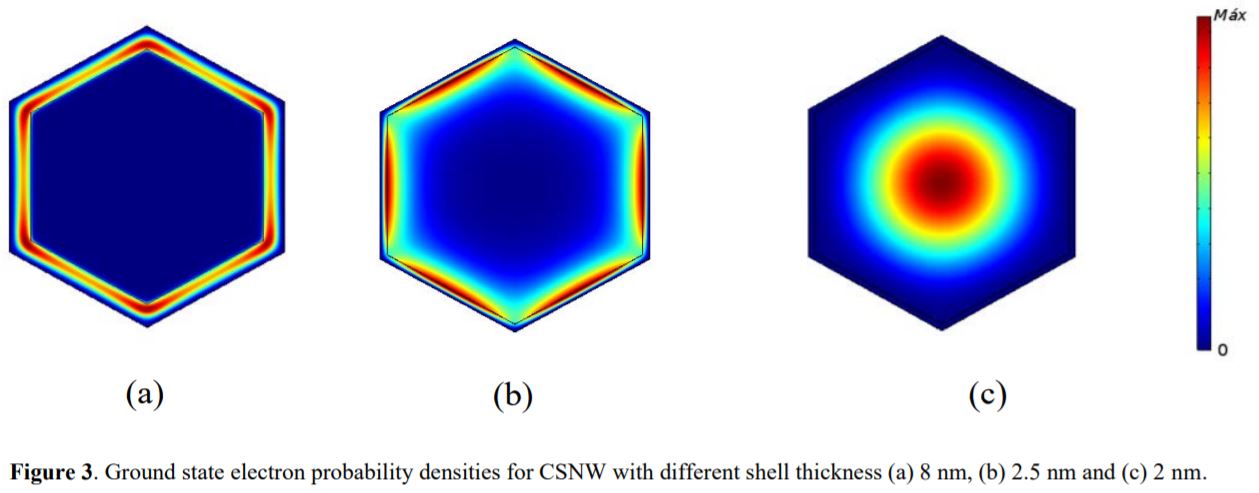 Máx
0
(a)
(b)
(c)
Figure 3. Ground state electron probability densities for CSNW with different shell thickness (a) 8 nm, (b) 2.5 nm and (c) 2 nm.